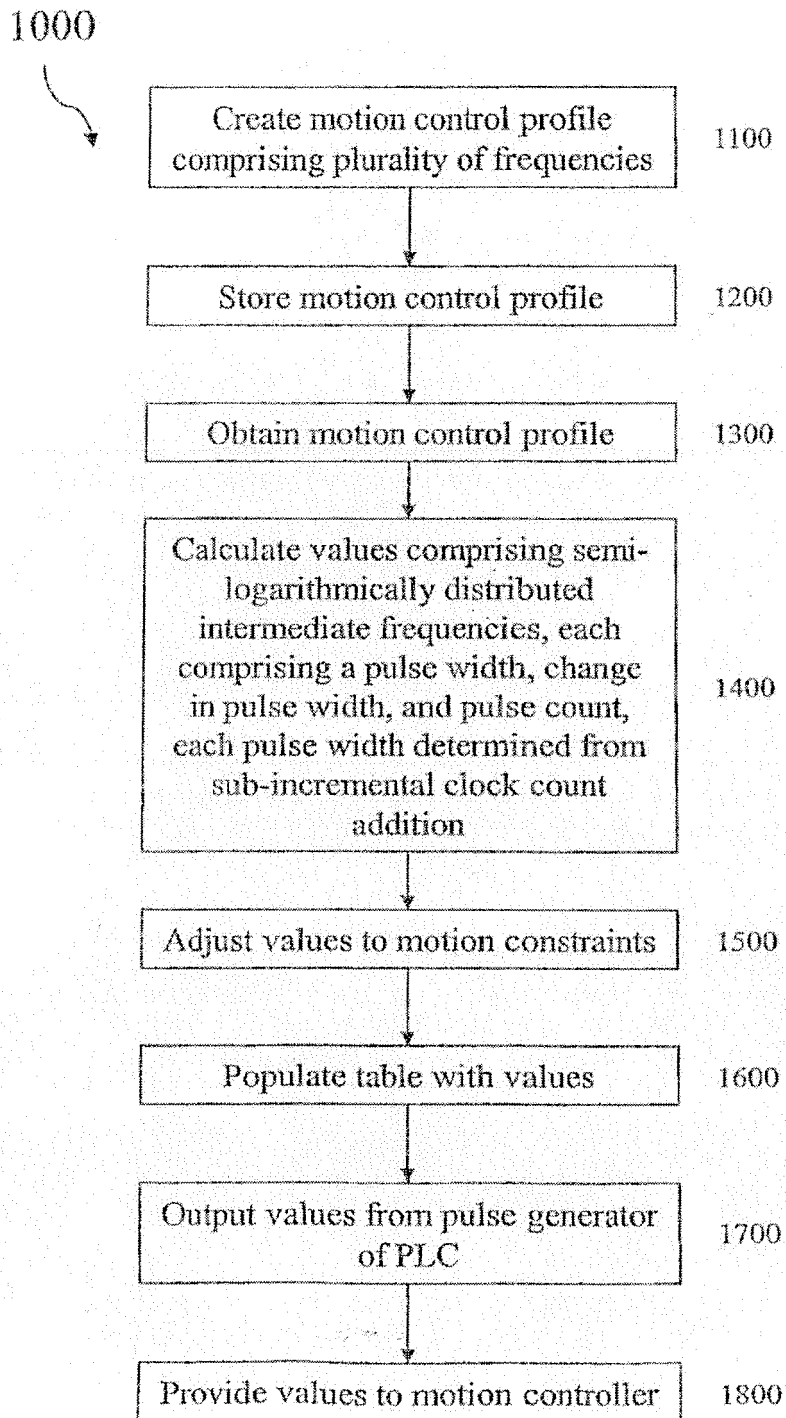 1000
Create motion control profile
comprising plurality of frequencies
1100
Store motion control profile
1200
Obtain motion control profile
1300
Calculate values comprising semi-
logarithmically distributed
intermediate frequencies, each
comprising a pulse width, change
in pulse width, and pulse count,
each pulse width determined from
sub-incremental clock count
addition
1400
Adjust values to motion constraints
1500
Populate table with values
1600
Output values from pulse generator
of PLC
1700
Provide values to motion controller
1800